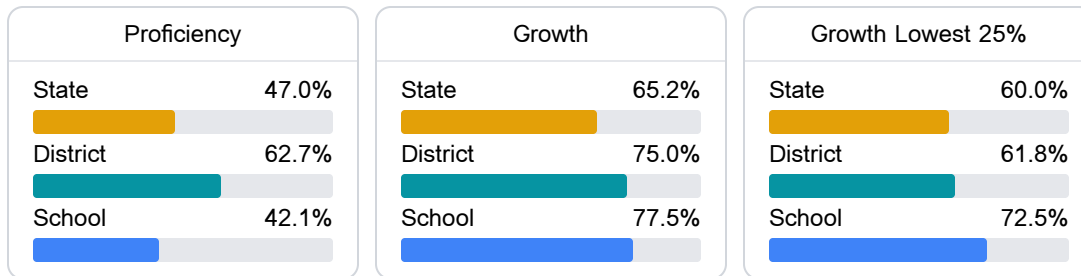 Proficiency
State 47.0%
District 62.7%
School 42.1%
Growth
State 65.2%
District 75.0%
School 77.5%
Growth Lowest 25%
State 60.0%
District 61.8%
School 72.5%